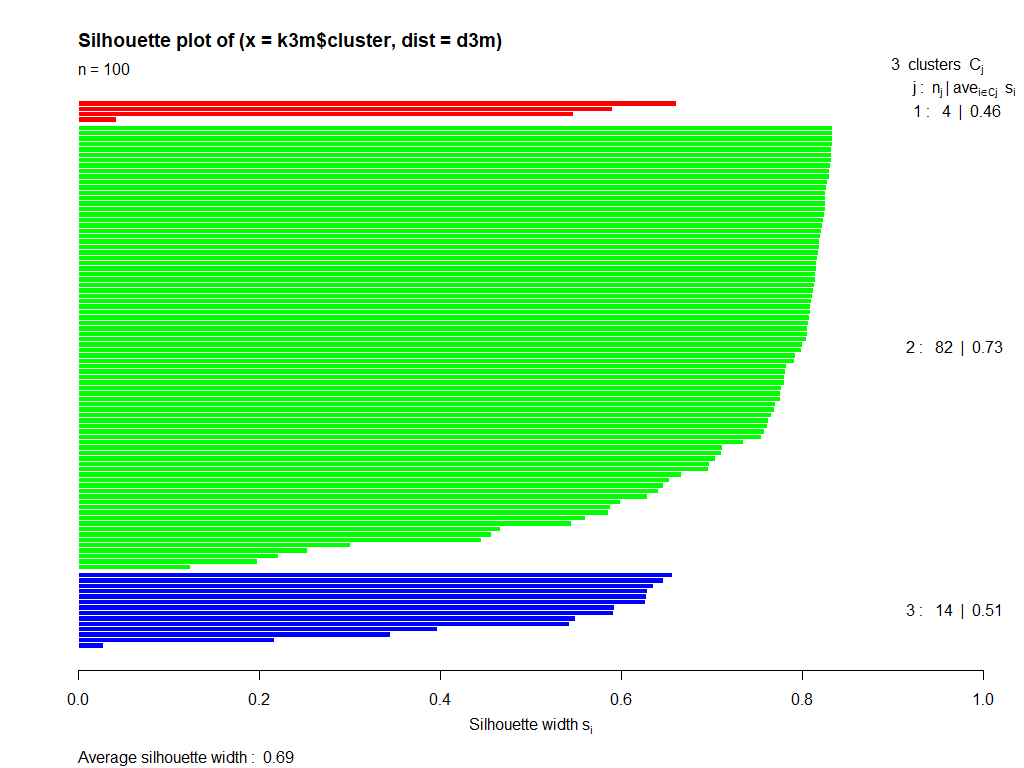 Silhouette plot of (x = k3m$cluster, dist = d3m)
n = 100
3 clusters Cj
j : nj | avei∈Cj si
1 : 4 | 0.46
2 : 82 | 0.73
3 : 14 | 0.51
0.0 0.2 0.4 0.6 0.8 1.0
Silhouette width si
Average silhouette width : 0.69